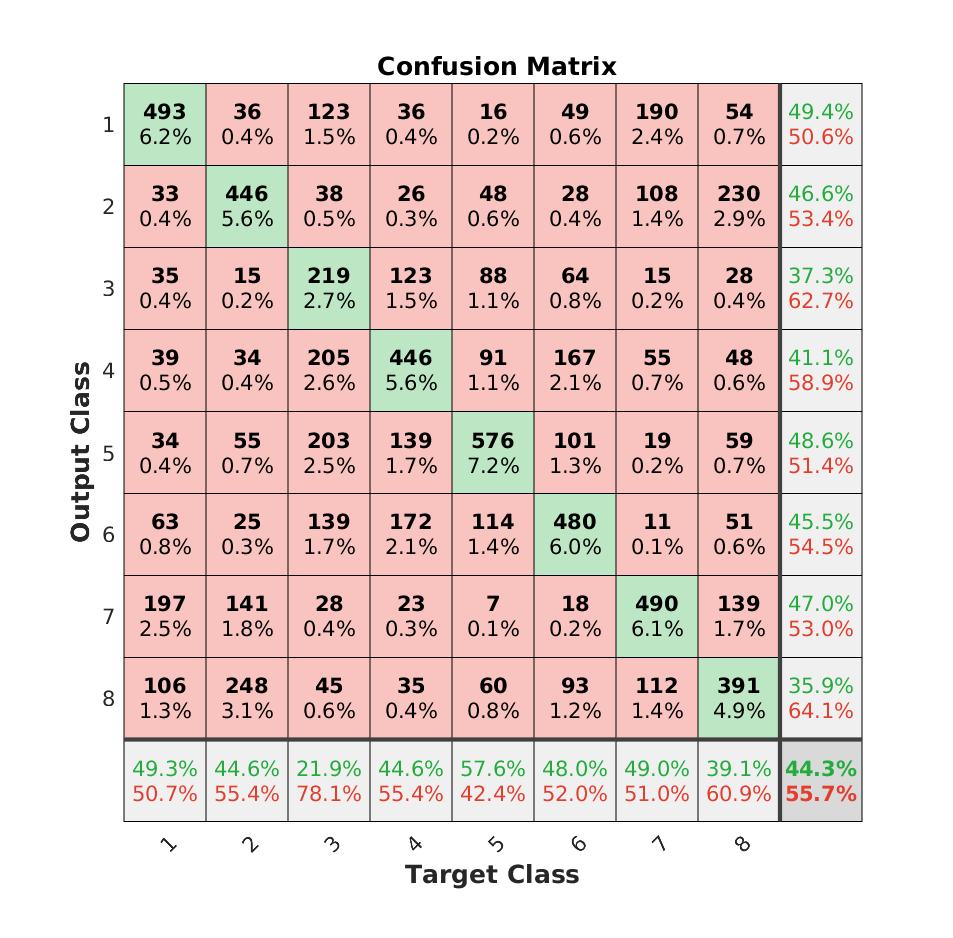 Confusion Matrix
1 493 36 123 36 16 49 190 54 49.4%
6.2% 0.4% 1.5% 0.4% 0.2% 0.6% 2.4% 0.7% 50.6%
2 33 446 38 26 48 28 108 230 46.6%
0.4% 5.6% 0.5% 0.3% 0.6% 0.4% 1.4% 2.9% 53.4%
3 35 15 219 123 88 64 15 28 37.3%
0.4% 0.2% 2.7% 1.5% 1.1% 0.8% 0.2% 0.4% 62.7%
4 39 34 205 446 91 167 55 48 41.1%
0.5% 0.4% 2.6% 5.6% 1.1% 2.1% 0.7% 0.6% 58.9%
5 34 55 203 139 576 101 19 59 48.6%
0.4% 0.7% 2.5% 1.7% 7.2% 1.3% 0.2% 0.7% 51.4%
6 63 25 139 172 114 480 11 51 45.5%
0.8% 0.3% 1.7% 2.1% 1.4% 6.0% 0.1% 0.6% 54.5%
7 197 141 28 23 7 18 490 139 47.0%
2.5% 1.8% 0.4% 0.3% 0.1% 0.2% 6.1% 1.7% 53.0%
8 106 248 45 35 60 93 112 391 35.9%
1.3% 3.1% 0.6% 0.4% 0.8% 1.2% 1.4% 4.9% 64.1%
49.3% 44.6% 21.9% 44.6% 57.6% 48.0% 49.0% 39.1% 44.3%
50.7% 55.4% 78.1% 55.4% 42.4% 52.0% 51.0% 60.9% 55.7%
1 2 3 4 5 6 7 8
Target Class
Output Class